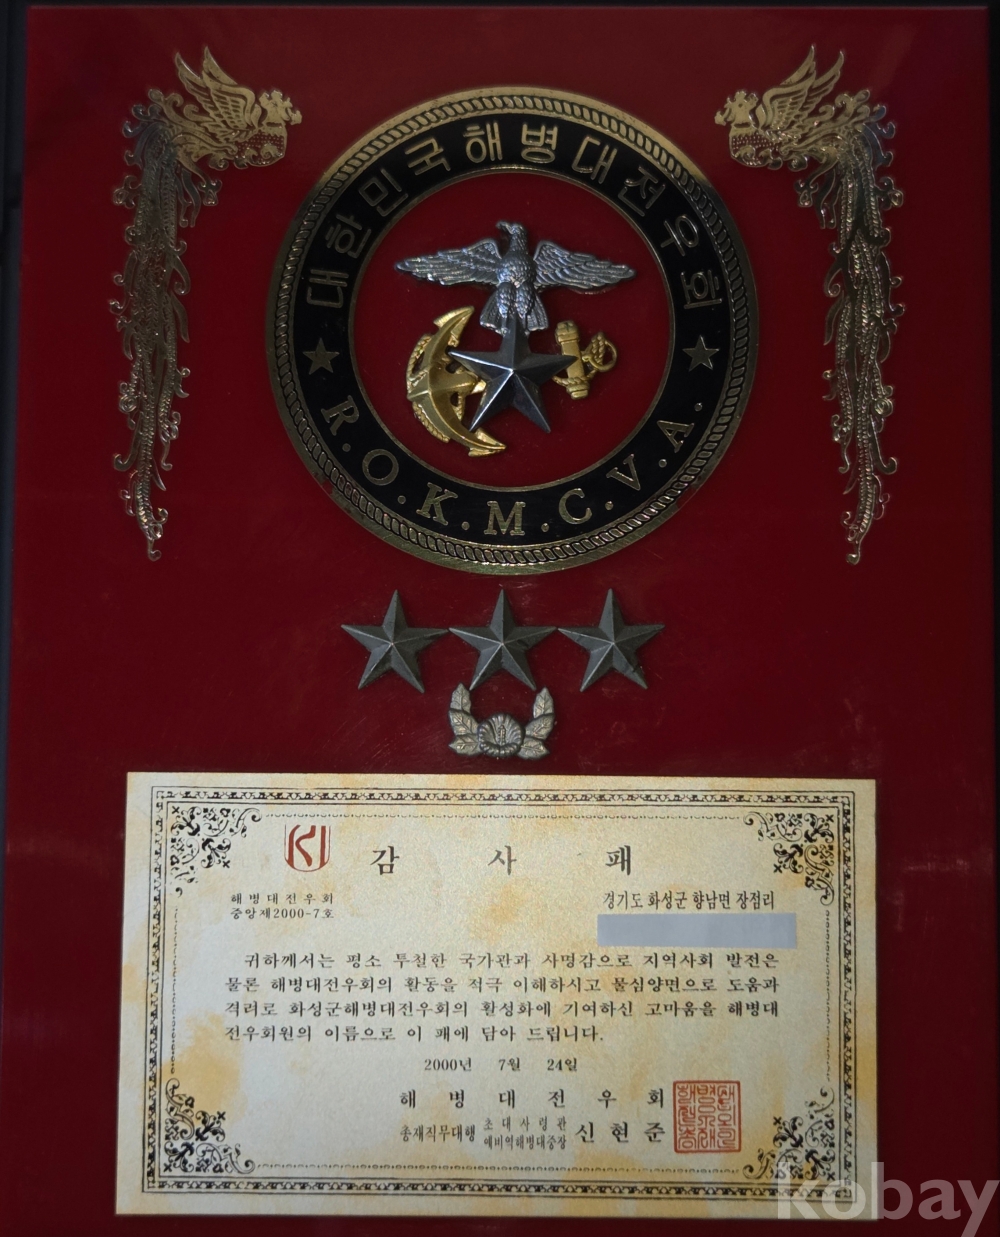 대한민국해병대전우회
R.O.K.M.C.V.A.
감 사 패
해병대전우회
중앙제2000-7호
경기도 화성군 향남면 장점리
귀하께서는 평소 투철한 국가관과 사명감으로 지역사회 발전은
물론 해병대전우회의 활동을 적극 이해하시고 물심양면으로 도움과
격려로 화성군해병대전우회의 활성화에 기여하신 고마움을 해병대
전우회원의 이름으로 이 패에 담아 드립니다.
2000년 7월 24일
해 병 대 전 우 회
총재직무대행 초대사령관 예비역해병대중장 신현준
kobay